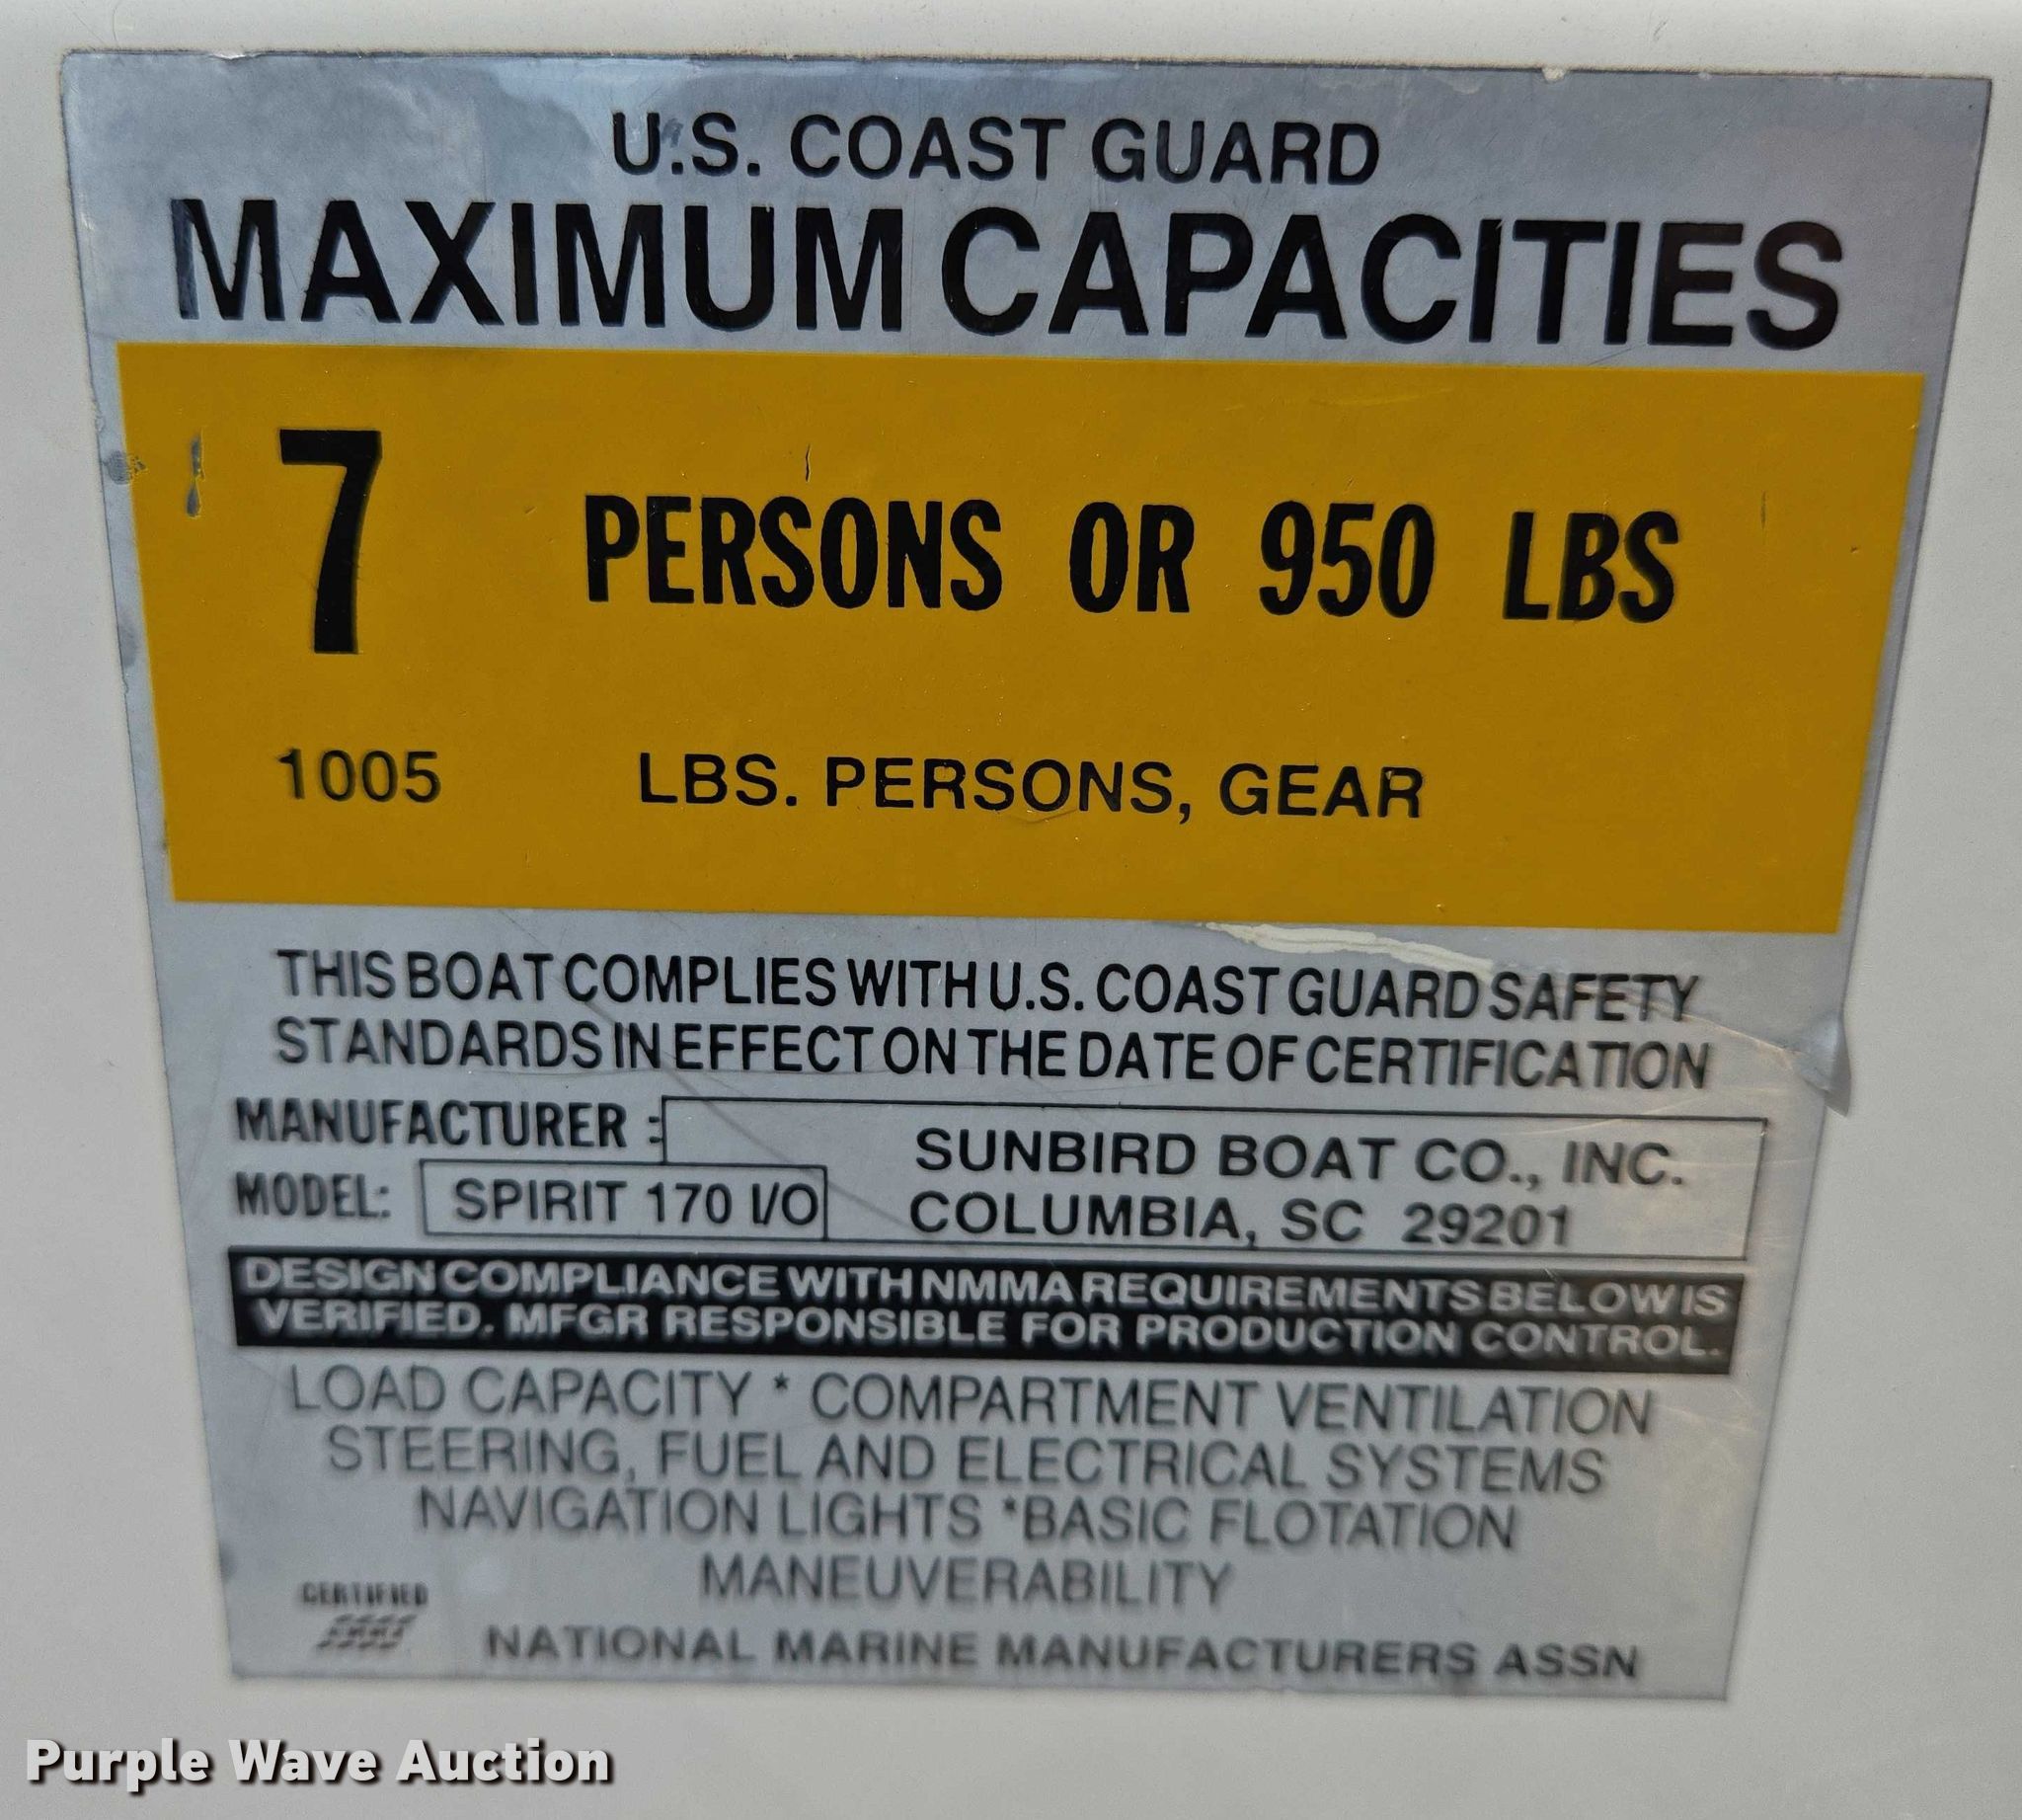 U.S. COAST GUARD
MAXIMUM CAPACITIES
7 PERSONS OR 950 LBS
1005 LBS. PERSONS, GEAR
THIS BOAT COMPLIES WITH U.S. COAST GUARD SAFETY
STANDARDS IN EFFECT ON THE DATE OF CERTIFICATION
MANUFACTURER :
SUNBIRD BOAT CO., INC.
MODEL: SPIRIT 170 I/O
COLUMBIA, SC 29201
DESIGN COMPLIANCE WITH NMMA REQUIREMENTS BELOW IS
VERIFIED. MFGR RESPONSIBLE FOR PRODUCTION CONTROL.
LOAD CAPACITY * COMPARTMENT VENTILATION
STEERING, FUEL AND ELECTRICAL SYSTEMS
NAVIGATION LIGHTS *BASIC FLOTATION
MANEUVERABILITY
CERTIFIED
NATIONAL MARINE MANUFACTURERS ASSN
Purple Wave Auction